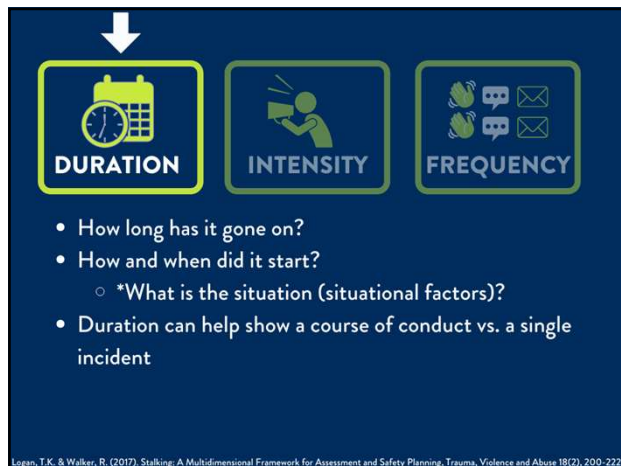 DURATION
INTENSITY
FREQUENCY
• How long has it gone on?
• How and when did it start?
○ *What is the situation (situational factors)?
• Duration can help show a course of conduct vs. a single
incident
Logan, T.K. & Walker, R. (2017). Stalking: A Multidimensional Framework for Assessment and Safety Planning, Trauma, Violence and Abuse 18(2), 200-222